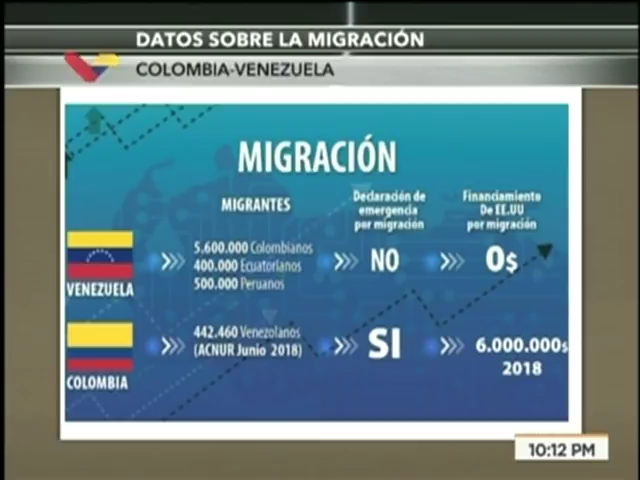 DATOS SOBRE LA MIGRACIÓN
COLOMBIA-VENEZUELA
MIGRACIÓN
MIGRANTES
Declaración de
emergencia
por migración
Financiamiento
De EE.UU
por migración
VENEZUELA
5.600.000 Colombianos
400.000 Ecuatorianos
500.000 Peruanos
NO
0$
COLOMBIA
442.460 Venezolanos
(ACNUR Junio 2018)
SI
6.000.000$
2018
10:12 PM